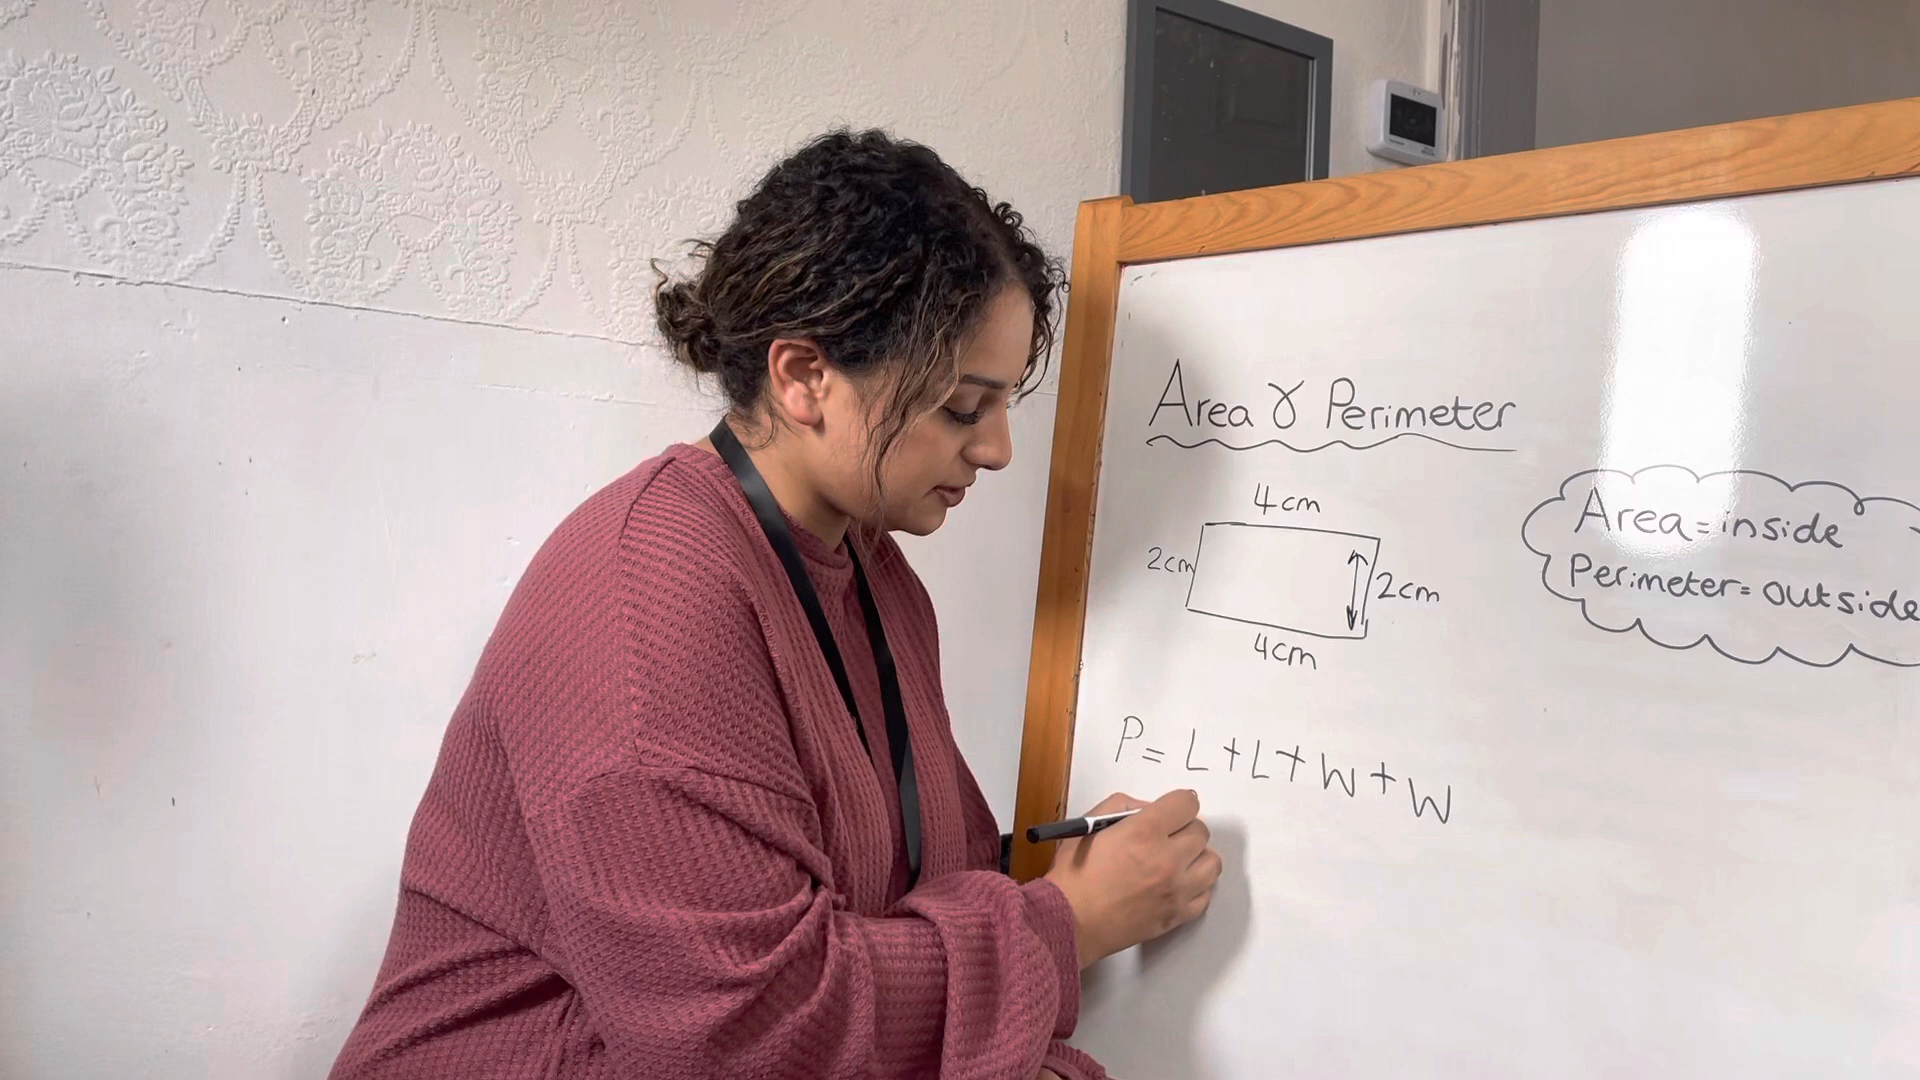 Area & Perimeter
4cm
2cm
2cm
4cm
Area = inside
Perimeter = outside
P = L + L + W + W